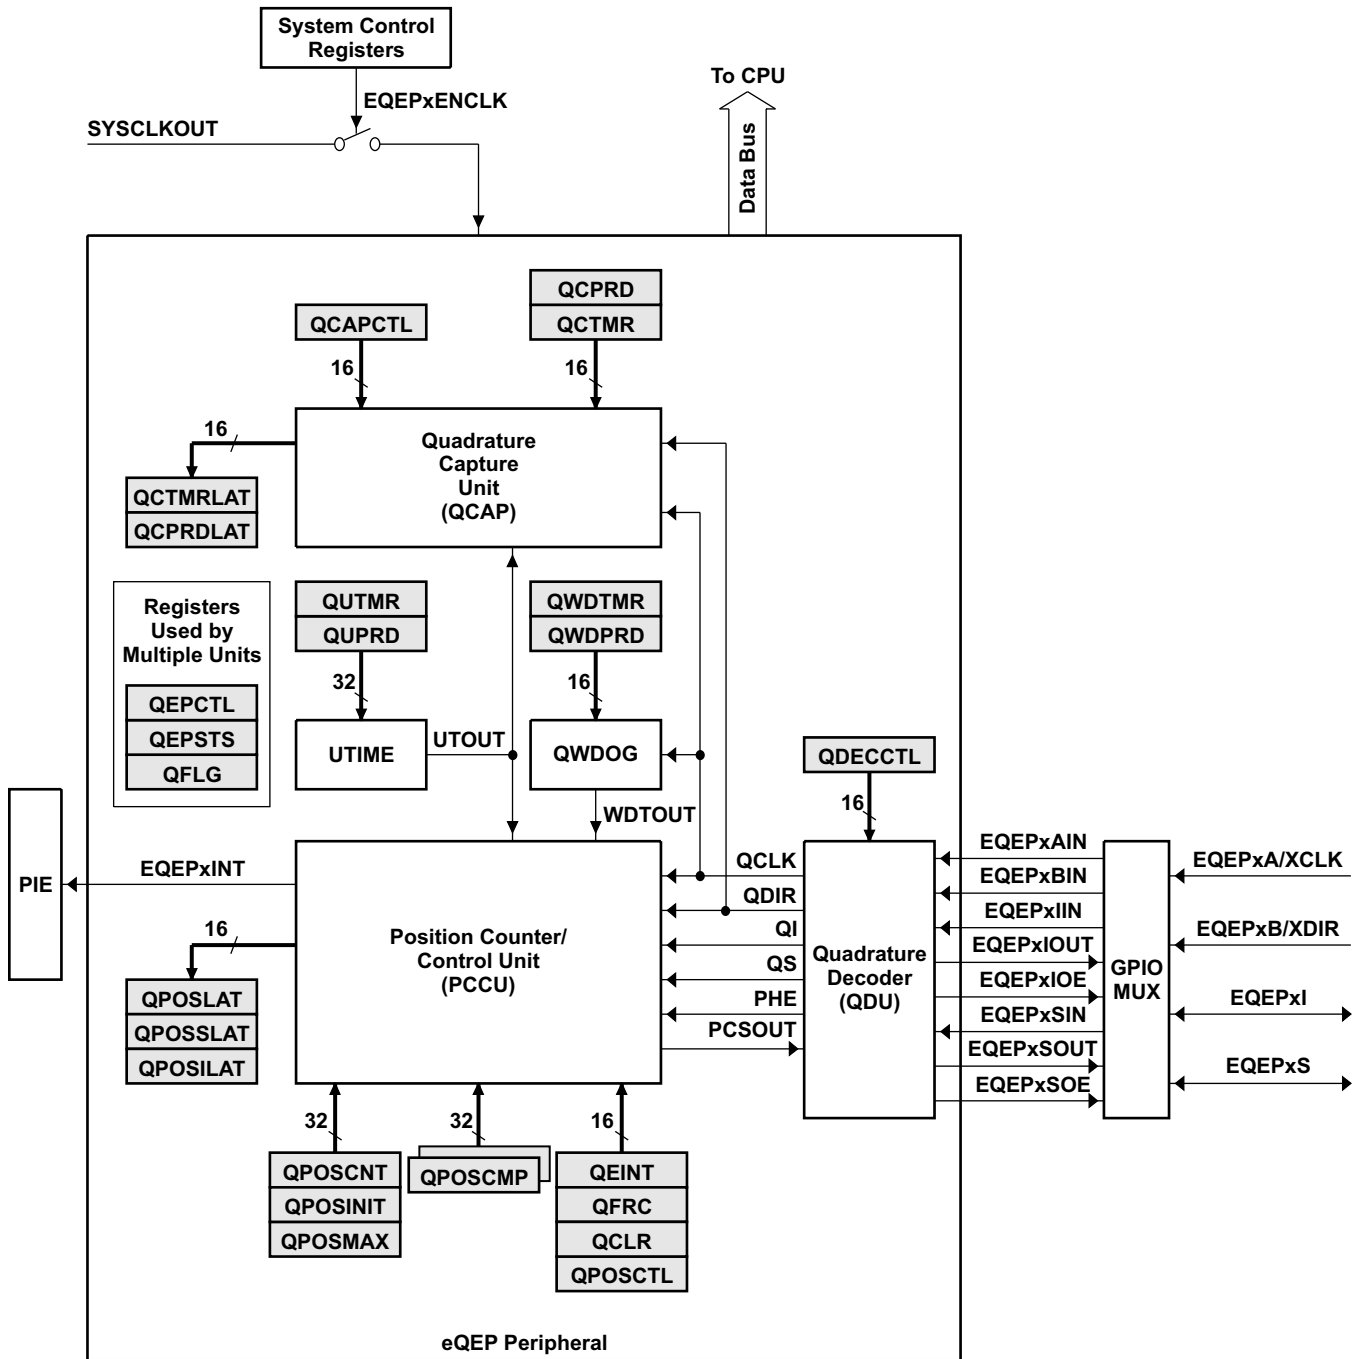 System Control
Registers
To CPU
EQEPxENCLK
SYSCLKOUT
Data Bus
QCPRD
QCAPCTL
QCTMR
16
16
16
Quadrature
Capture
Unit
(QCAP)
QCTMRLAT
QCPRDLAT
Registers
Used by
Multiple Units
QEPCTL
QEPSTS
QFLG
QUTMR
QUPRD
QWDTMR
QWDPRD
32
16
UTIME
UTOUT
QWDOG
QDECCTL
WDTOUT
16
PIE
EQEPxINT
16
Position Counter/
Control Unit
(PCCU)
QCLK
QDIR
QI
QS
PHE
PCSOUT
Quadrature
Decoder
(QDU)
EQEPxAIN
EQEPxBIN
EQEPxIIN
EQEPxIOUT
EQEPxIOE
EQEPxSIN
EQEPxSOUT
EQEPxSOE
GPIO
MUX
EQEPxA/XCLK
EQEPxB/XDIR
EQEPxI
EQEPxS
QPOSLAT
QPOSSLAT
QPOSILAT
32
32
16
QPOSCNT
QPOSINIT
QPOSMAX
QPOSCMP
QEINT
QFRC
QCLR
QPOSCTL
eQEP Peripheral